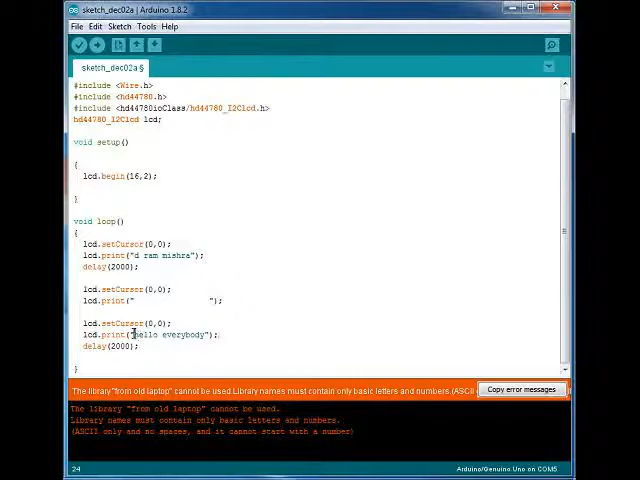 sketch_dec02a | Arduino 1.8.2
File Edit Sketch Tools Help
sketch_dec02a §
#include <Wire.h>
#include <hd44780.h>
#include <hd44780ioClass/hd44780_I2Clcd.h>
hd44780_I2Clcd lcd;
void setup()
{
lcd.begin(16,2);
}
void loop()
{
lcd.setCursor(0,0);
lcd.print("d ram mishra");
delay(2000);
lcd.setCursor(0,0);
lcd.print("                ");
lcd.setCursor(0,0);
lcd.print("hello everybody");
delay(2000);
}
The library "from old laptop" cannot be used.Library names must contain only basic letters and numbers.(ASCII
Copy error messages
The library "from old laptop" cannot be used.
Library names must contain only basic letters and numbers.
(ASCII only and no spaces, and it cannot start with a number)
24
Arduino/Genuino Uno on COM5